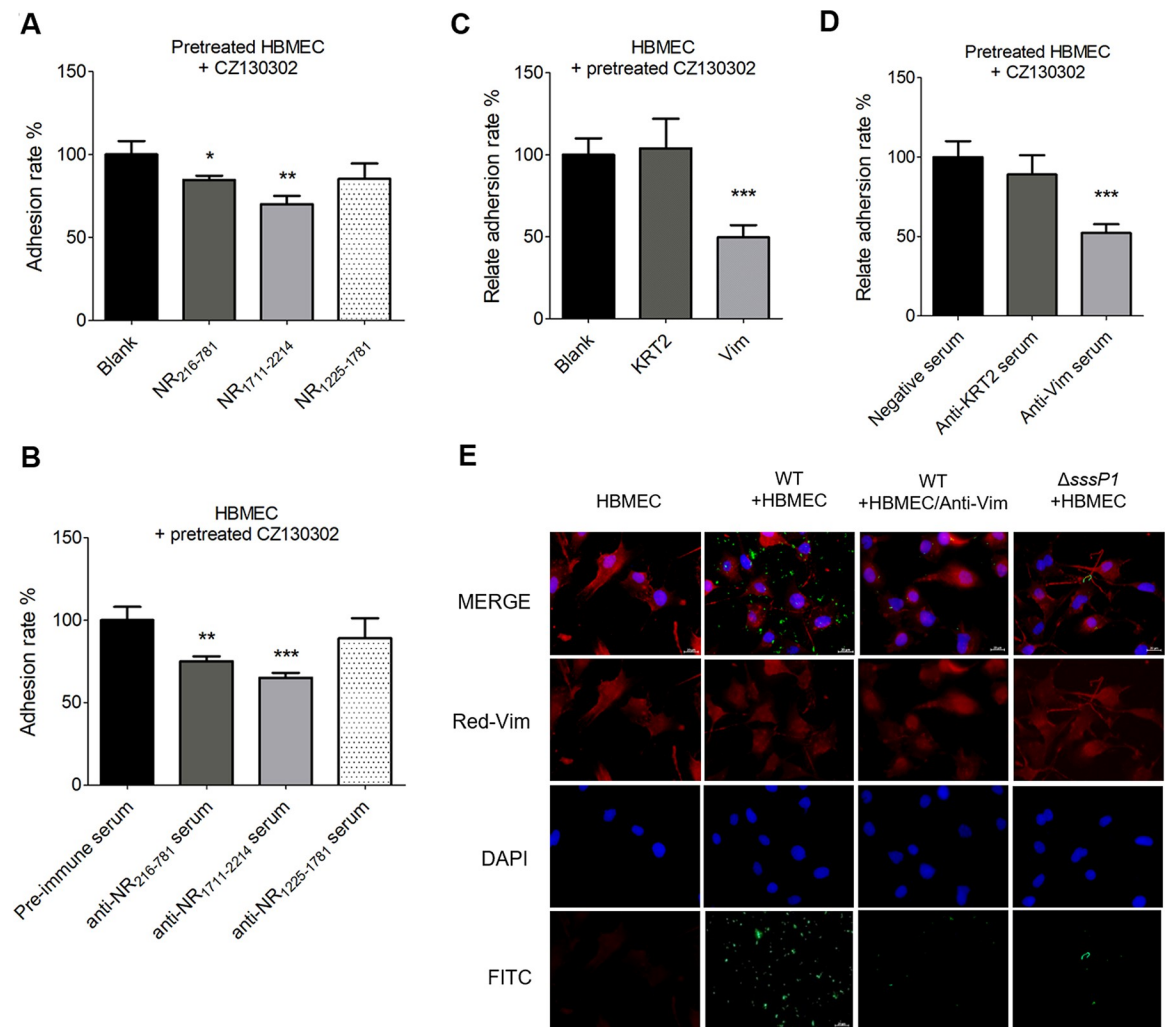 A
Pretreated HBMEC
+ CZ130302
Adhesion rate %
150
100
50
0
*
**
Blank
NR216-781
NR1711-2214
NR1225-1781
B
HBMEC
+ pretreated CZ130302
Adhesion rate %
150
100
50
0
**
***
Pre-immune serum
anti-NR216-781 serum
anti-NR1711-2214 serum
anti-NR1225-1781 serum
C
HBMEC
+ pretreated CZ130302
Relate adhersion rate %
150
100
50
0
***
Blank
KRT2
Vim
D
Pretreated HBMEC
+ CZ130302
Relate adhersion rate %
150
100
50
0
***
Negative serum
Anti-KRT2 serum
Anti-Vim serum
E
HBMEC
WT
+HBMEC
WT
+HBMEC/Anti-Vim
ΔsssP1
+HBMEC
MERGE
Red-Vim
DAPI
FITC